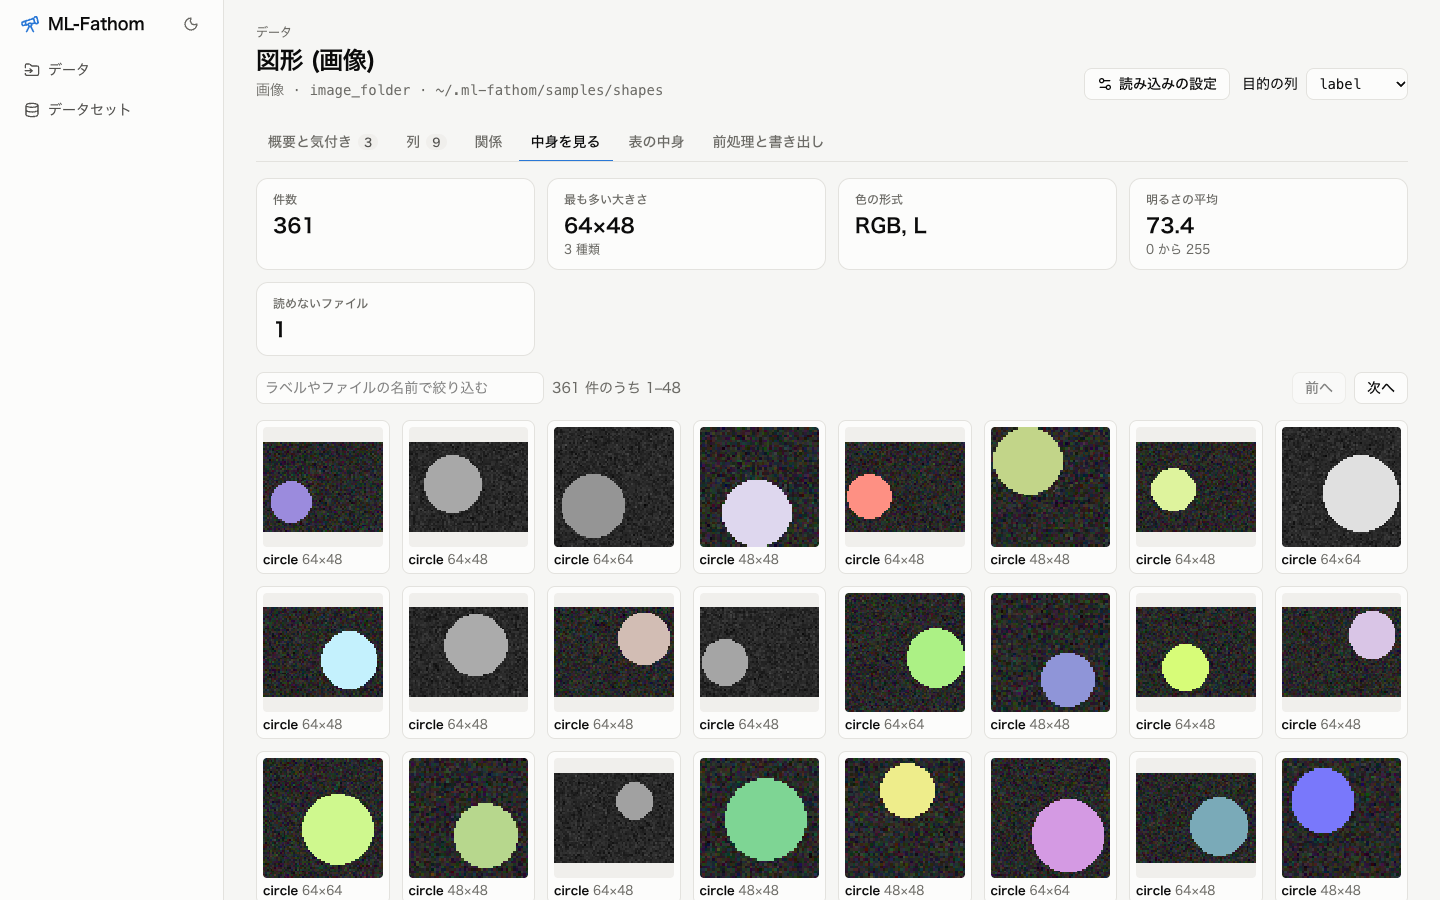 ML-Fathom
データ
データセット
データ
図形 (画像)
画像 · image_folder · ~/.ml-fathom/samples/shapes
読み込みの設定
目的の列
label
概要と気付き 3
列 9
関係
中身を見る
表の中身
前処理と書き出し
件数
361
最も多い大きさ
64×48
3 種類
色の形式
RGB, L
明るさの平均
73.4
0 から 255
読めないファイル
1
ラベルやファイルの名前で絞り込む
361 件のうち 1–48
前へ
次へ
circle 64×48
circle 64×48
circle 64×64
circle 48×48
circle 64×48
circle 48×48
circle 64×48
circle 64×64
circle 64×48
circle 64×48
circle 64×48
circle 64×48
circle 64×64
circle 48×48
circle 64×48
circle 64×48
circle 64×64
circle 48×48
circle 64×48
circle 48×48
circle 48×48
circle 64×64
circle 64×48
circle 48×48